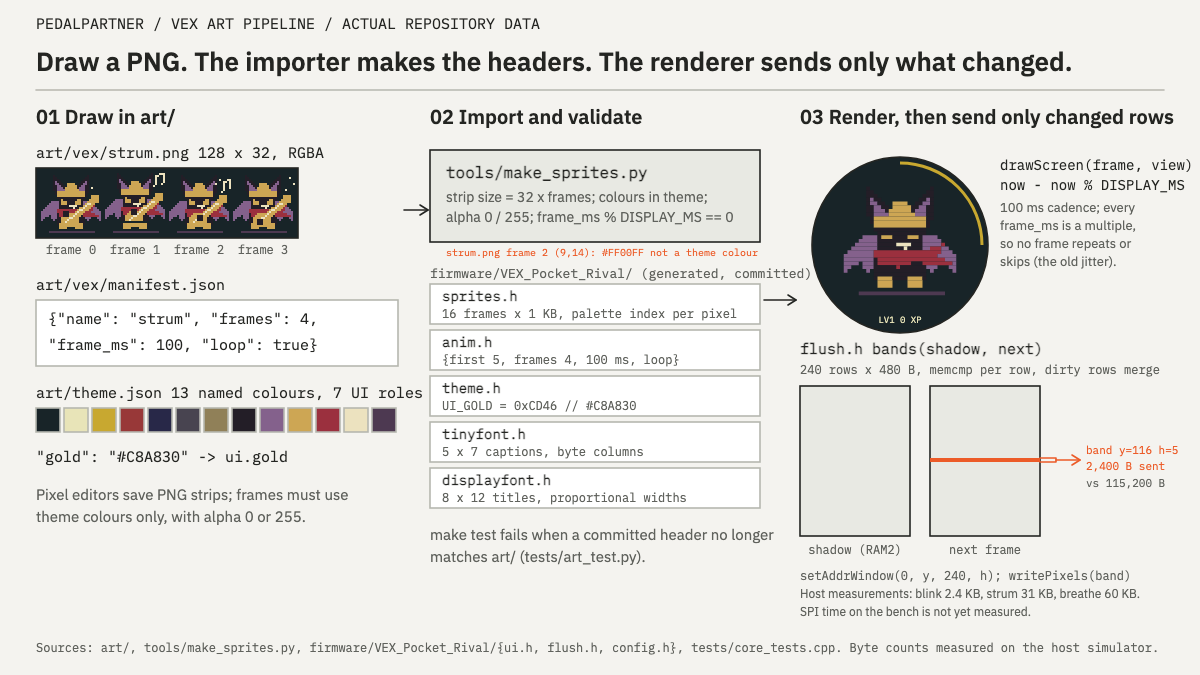 PEDALPARTNER / VEX ART PIPELINE / ACTUAL REPOSITORY DATA
Draw a PNG. The importer makes the headers. The renderer sends only what changed.
01 Draw in art/
art/vex/strum.png 128 x 32, RGBA
frame 0 frame 1 frame 2 frame 3
art/vex/manifest.json
{"name": "strum", "frames": 4,
"frame_ms": 100, "loop": true}
art/theme.json 13 named colours, 7 UI roles
"gold": "#C8A830" -> ui.gold
Pixel editors save PNG strips; frames must use
theme colours only, with alpha 0 or 255.
02 Import and validate
tools/make_sprites.py
strip size = 32 x frames; colours in theme;
alpha 0 / 255; frame_ms % DISPLAY_MS == 0
strum.png frame 2 (9,14): #FF00FF not a theme colour
firmware/VEX_Pocket_Rival/ (generated, committed)
sprites.h
16 frames x 1 KB, palette index per pixel
anim.h
{first 5, frames 4, 100 ms, loop}
theme.h
UI_GOLD = 0xCD46 // #C8A830
tinyfont.h
5 x 7 captions, byte columns
displayfont.h
8 x 12 titles, proportional widths
make test fails when a committed header no longer
matches art/ (tests/art_test.py).
03 Render, then send only changed rows
LV1 0 XP
drawScreen(frame, view)
now - now % DISPLAY_MS
100 ms cadence; every
frame_ms is a multiple,
so no frame repeats or
skips (the old jitter).
flush.h bands(shadow, next)
240 rows x 480 B, memcmp per row, dirty rows merge
band y=116 h=5
2,400 B sent
vs 115,200 B
shadow (RAM2) next frame
setAddrWindow(0, y, 240, h); writePixels(band)
Host measurements: blink 2.4 KB, strum 31 KB, breathe 60 KB.
SPI time on the bench is not yet measured.
Sources: art/, tools/make_sprites.py, firmware/VEX_Pocket_Rival/{ui.h, flush.h, config.h}, tests/core_tests.cpp. Byte counts measured on the host simulator.